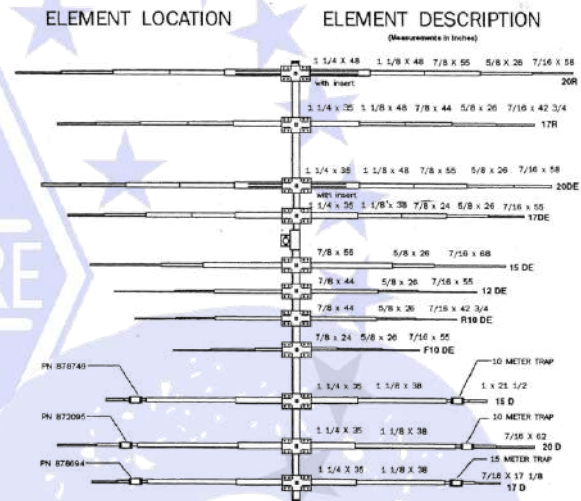 ELEMENT LOCATION ELEMENT DESCRIPTION
(Measurements in Inches)
1 1/4 X 48 1 1/8 X 48 7/8 X 55 5/8 X 26 7/16 X 58
with insert
20R
1 1/4 x 35 1 1/8 x 48 7/8 x 44 5/8 x 26 7/16 x 42 3/4
17R
1 1/4 x 35 1 1/8 x 48 7/8 x 55 5/8 x 26 7/16 x 58
with insert
20DE
1 1/4 x 35 1 1/8 x 38 7/8 x 24 5/8 x 26 7/16 x 55
17DE
7/8 x 55 5/8 x 26 7/16 x 68
15 DE
7/8 x 44 5/8 x 26 7/16 x 55
12 DE
7/8 x 44 5/8 x 26 7/16 x 42 3/4
R10 DE
7/8 x 24 5/8 x 26 7/16 x 55
F10 DE
PN 878749
10 METER TRAP
1 1/4 x 35 1 1/8 X 38 1 x 21 1/2
15 D
PN 872095
10 METER TRAP
1 1/4 X 35 1 1/8 X 38 7/16 X 62
20 D
PN 878694
15 METER TRAP
1 1/4 X 35 1 1/8 X 38 7/16 X 17 1/8
17 D
RE